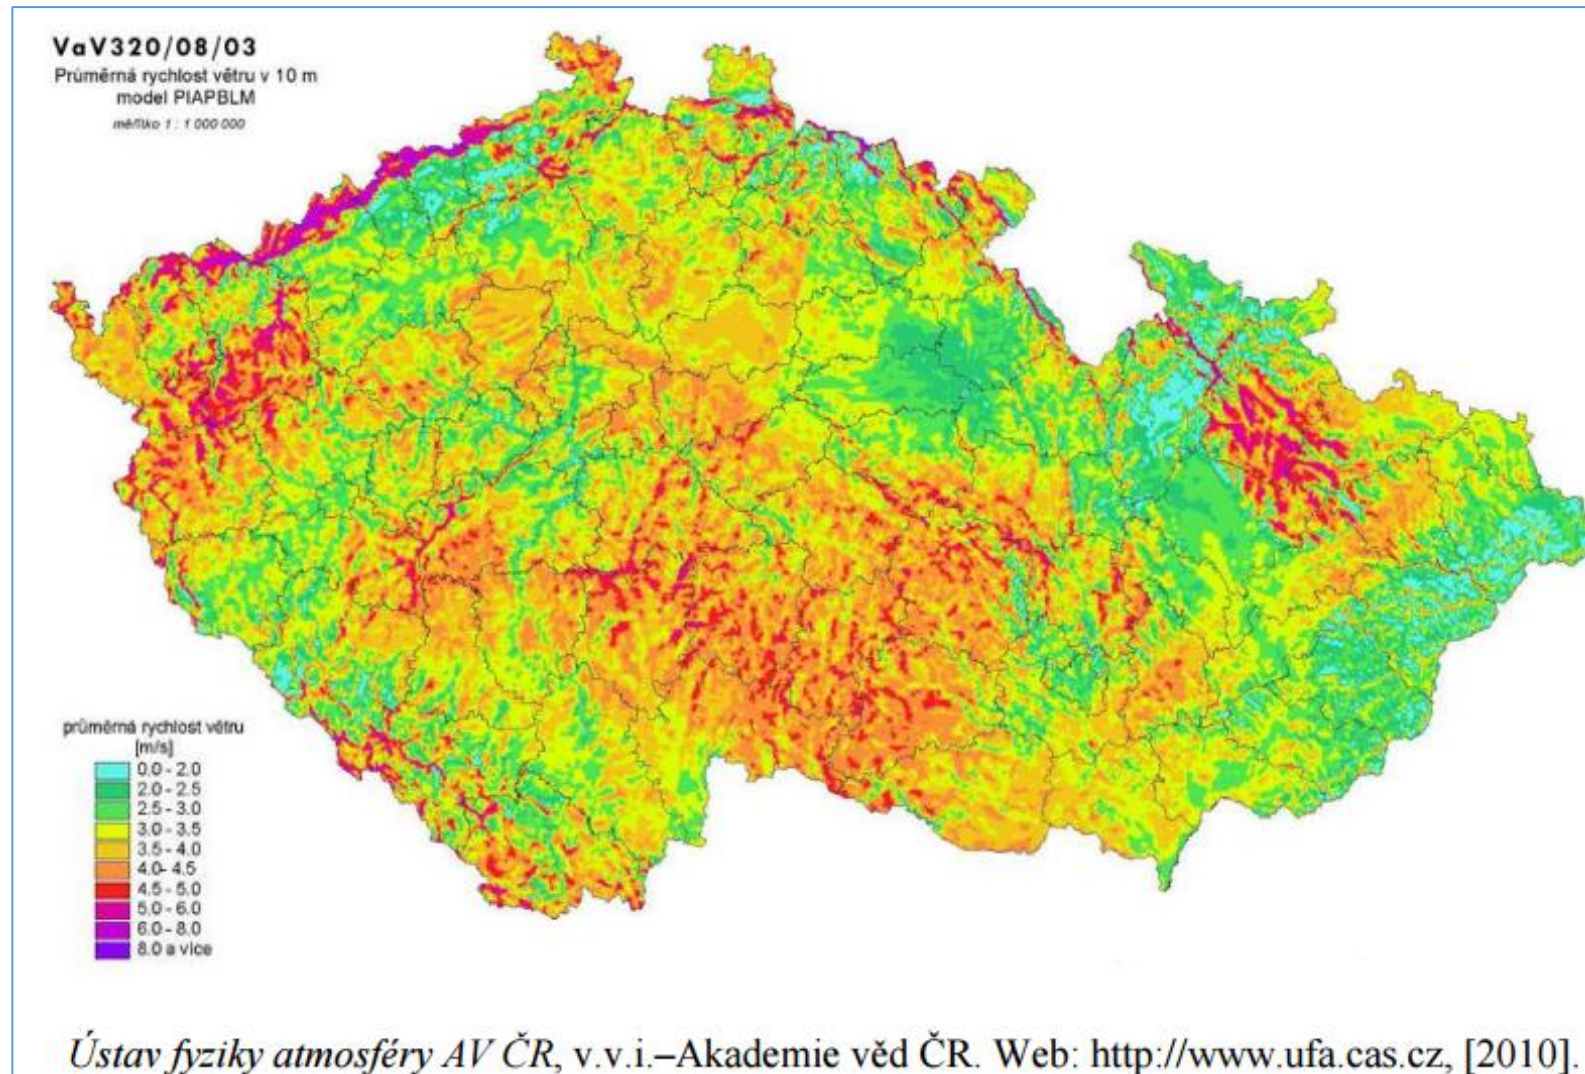 VaV320/08/03
Průměrná rychlost větru v 10 m
model PIAPBLM
měřítko 1 : 1 000 000
průměrná rychlost větru
[m/s]
0.0 - 2.0
2.0 - 2.5
2.5 - 3.0
3.0 - 3.5
3.5 - 4.0
4.0- 4.5
4.5 - 5.0
5.0 - 6.0
6.0 - 8.0
8.0 a více
Ústav fyziky atmosféry AV ČR, v.v.i.–Akademie věd ČR. Web: http://www.ufa.cas.cz, [2010].